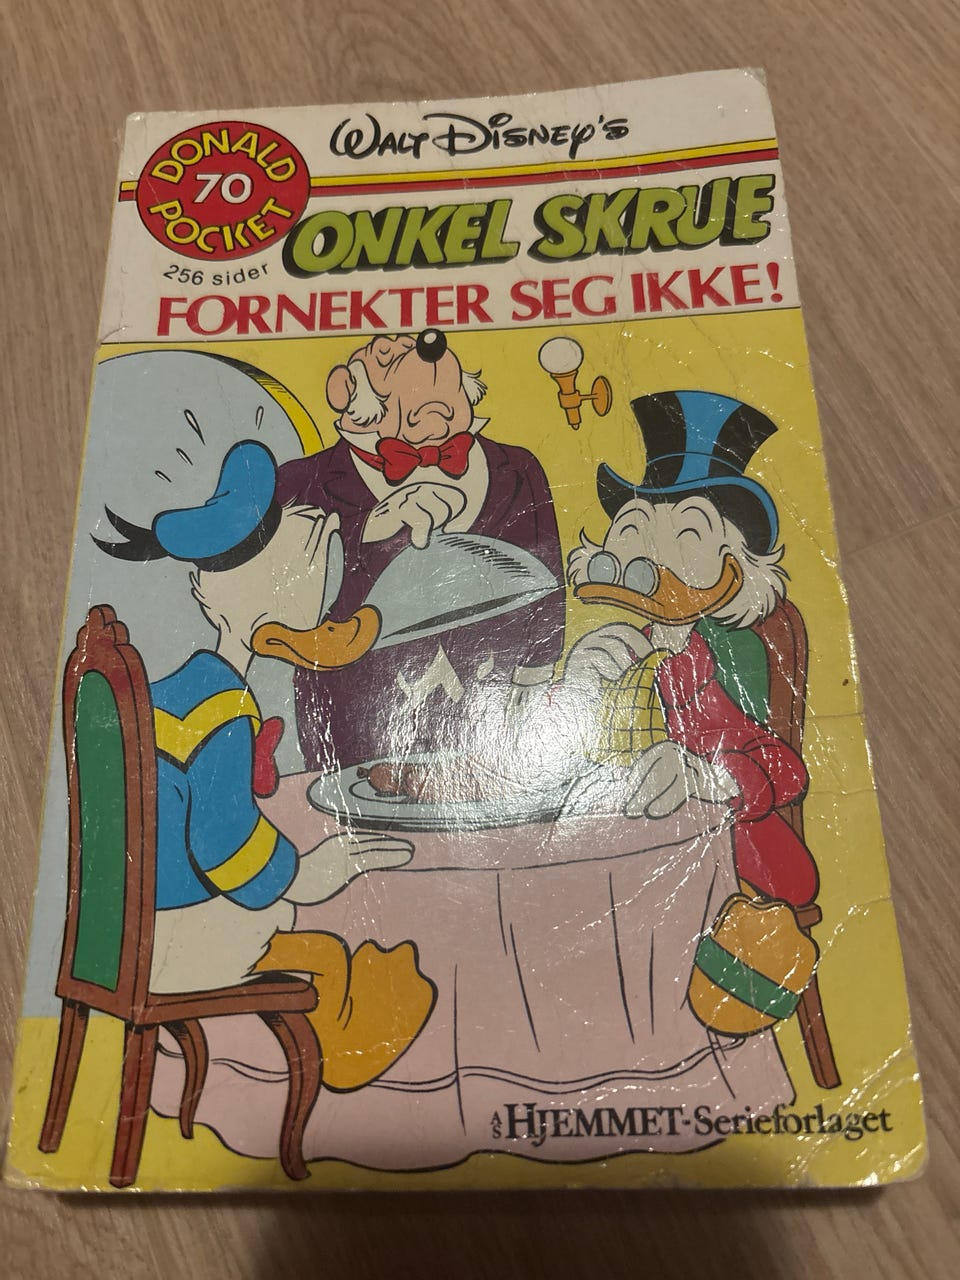 WALT DISNEY'S
DONALD
70
POCKET
256 sider
ONKEL SKRUE
FORNEKTER SEG IKKE!
A/S HJEMMET-Serieforlaget